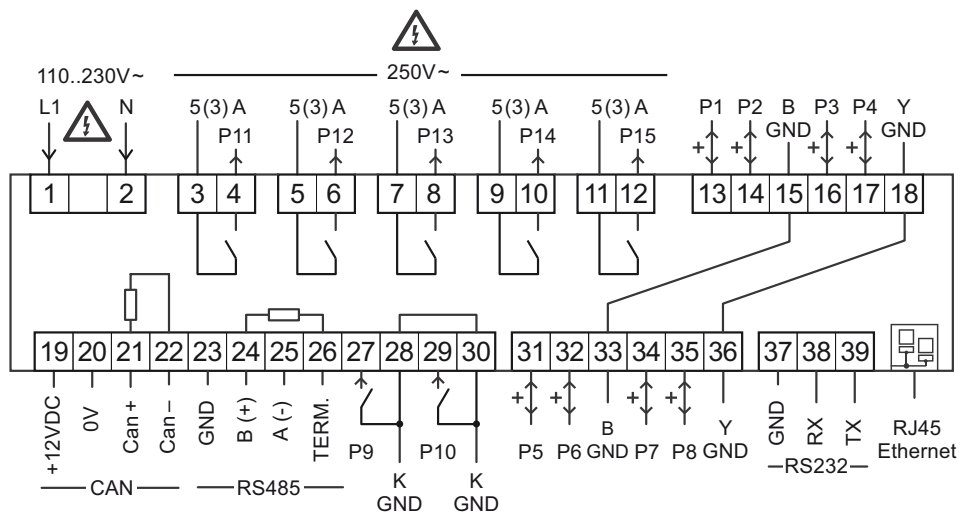 110..230V~
250V~
L1 N 5(3) A 5(3) A 5(3) A 5(3) A 5(3) A P1 P2 B P3 P4 Y
P11 P12 P13 P14 P15 GND GND
+ + + +
1 2 3 4 5 6 7 8 9 10 11 12 13 14 15 16 17 18
19 20 21 22 23 24 25 26 27 28 29 30 31 32 33 34 35 36 37 38 39
+ + + +
+12VDC 0V Can+ Can– GND B (+) A (-) TERM. P9 P10 P5 P6 B GND P7 P8 Y GND GND RX TX RJ45
Ethernet
CAN RS485 K K RS232
GND GND